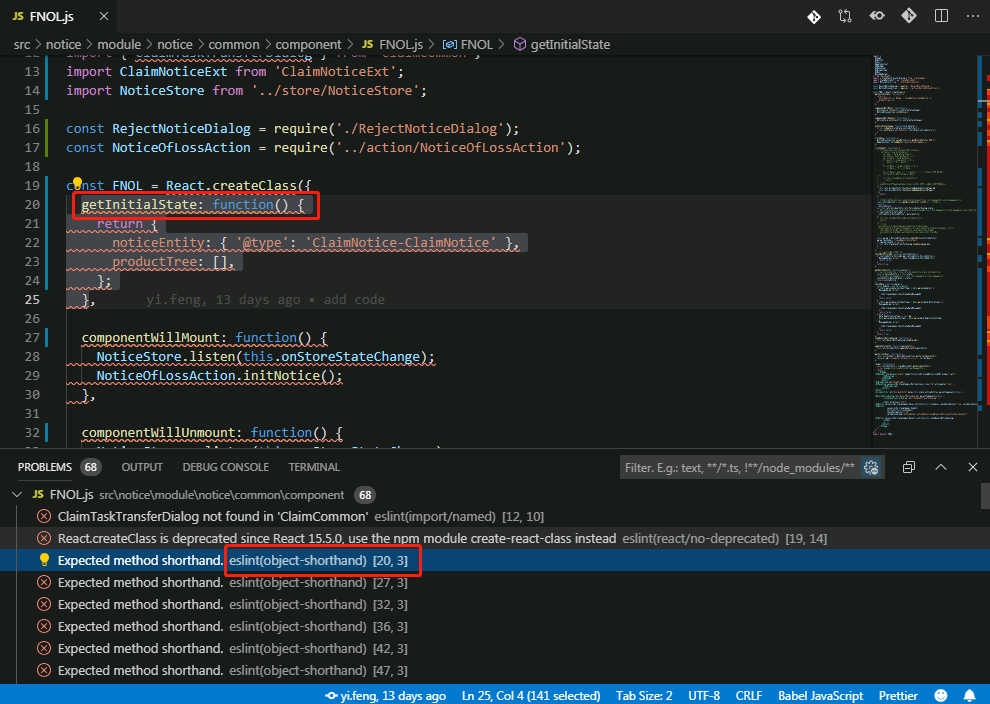 JS FNOL.js ×
src > notice > module > notice > common > component > JS FNOL.js > FNOL > getInitialState
12 import { ClaimTaskTransferDialog } from 'ClaimCommon';
13 import ClaimNoticeExt from 'ClaimNoticeExt';
14 import NoticeStore from '../store/NoticeStore';
15
16 const RejectNoticeDialog = require('./RejectNoticeDialog');
17 const NoticeOfLossAction = require('../action/NoticeOfLossAction');
18
19 const FNOL = React.createClass({
20 getInitialState: function() {
21 return {
22 noticeEntity: { '@type': 'ClaimNotice-ClaimNotice' },
23 productTree: [],
24 };
25 }, yi.feng, 13 days ago • add code
26
27 componentWillMount: function() {
28 NoticeStore.listen(this.onStoreStateChange);
29 NoticeOfLossAction.initNotice();
30 },
31
32 componentWillUnmount: function() {
PROBLEMS 68 OUTPUT DEBUG CONSOLE TERMINAL Filter. E.g.: text, **/*.ts, !**/node_modules/**
JS FNOL.js src\notice\module\notice\common\component 68
ClaimTaskTransferDialog not found in 'ClaimCommon' eslint(import/named) [12, 10]
React.createClass is deprecated since React 15.5.0, use the npm module create-react-class instead eslint(react/no-deprecated) [19, 14]
Expected method shorthand. eslint(object-shorthand) [20, 3]
Expected method shorthand. eslint(object-shorthand) [27, 3]
Expected method shorthand. eslint(object-shorthand) [32, 3]
Expected method shorthand. eslint(object-shorthand) [36, 3]
Expected method shorthand. eslint(object-shorthand) [42, 3]
Expected method shorthand. eslint(object-shorthand) [47, 3]
yi.feng, 13 days ago Ln 25, Col 4 (141 selected) Tab Size: 2 UTF-8 CRLF Babel JavaScript Prettier